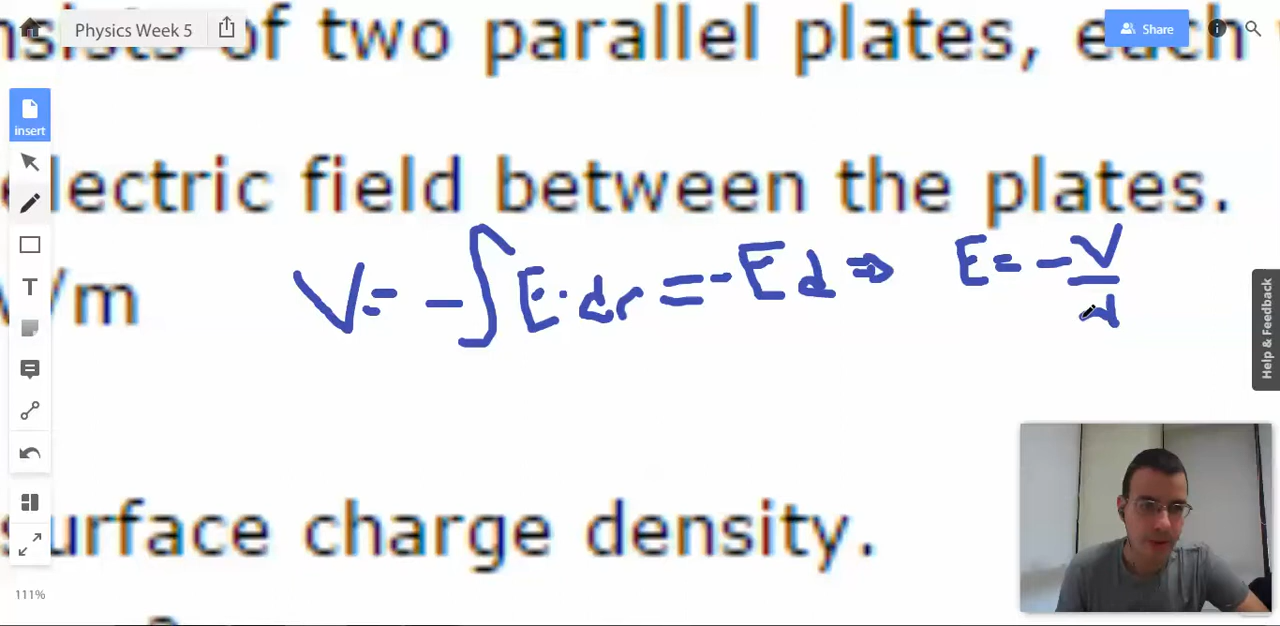 Physics Week 5
nsists of two parallel plates, each
Share
insert
lectric field between the plates.
V = - ∫ E · dr = - Ed ⇒ E = - V/d
/m
T
Help & Feedback
urface charge density.
111%